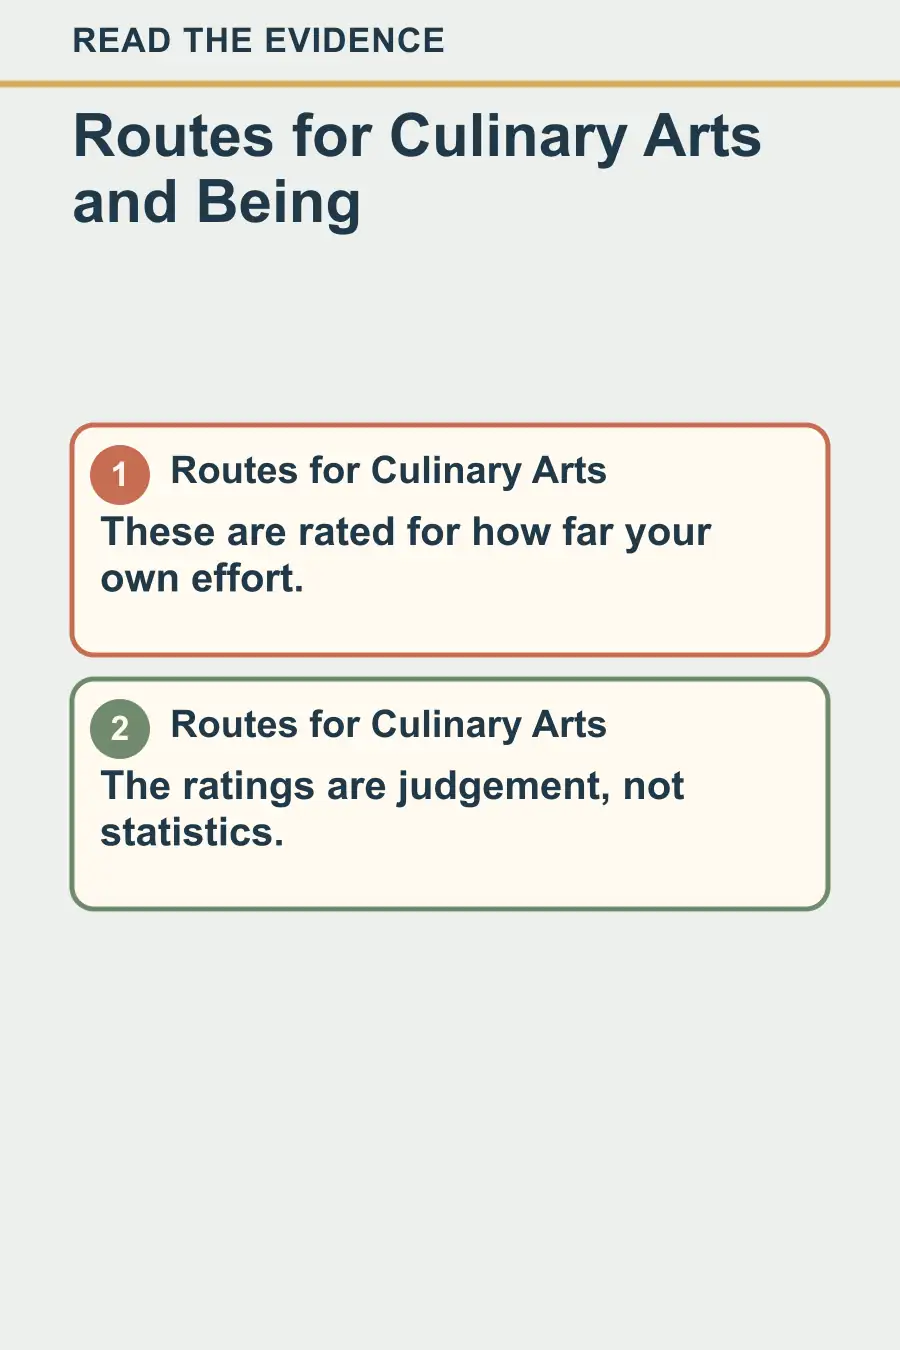 READ THE EVIDENCE
Routes for Culinary Arts
and Being
1 Routes for Culinary Arts
These are rated for how far your
own effort.
2 Routes for Culinary Arts
The ratings are judgement, not
statistics.